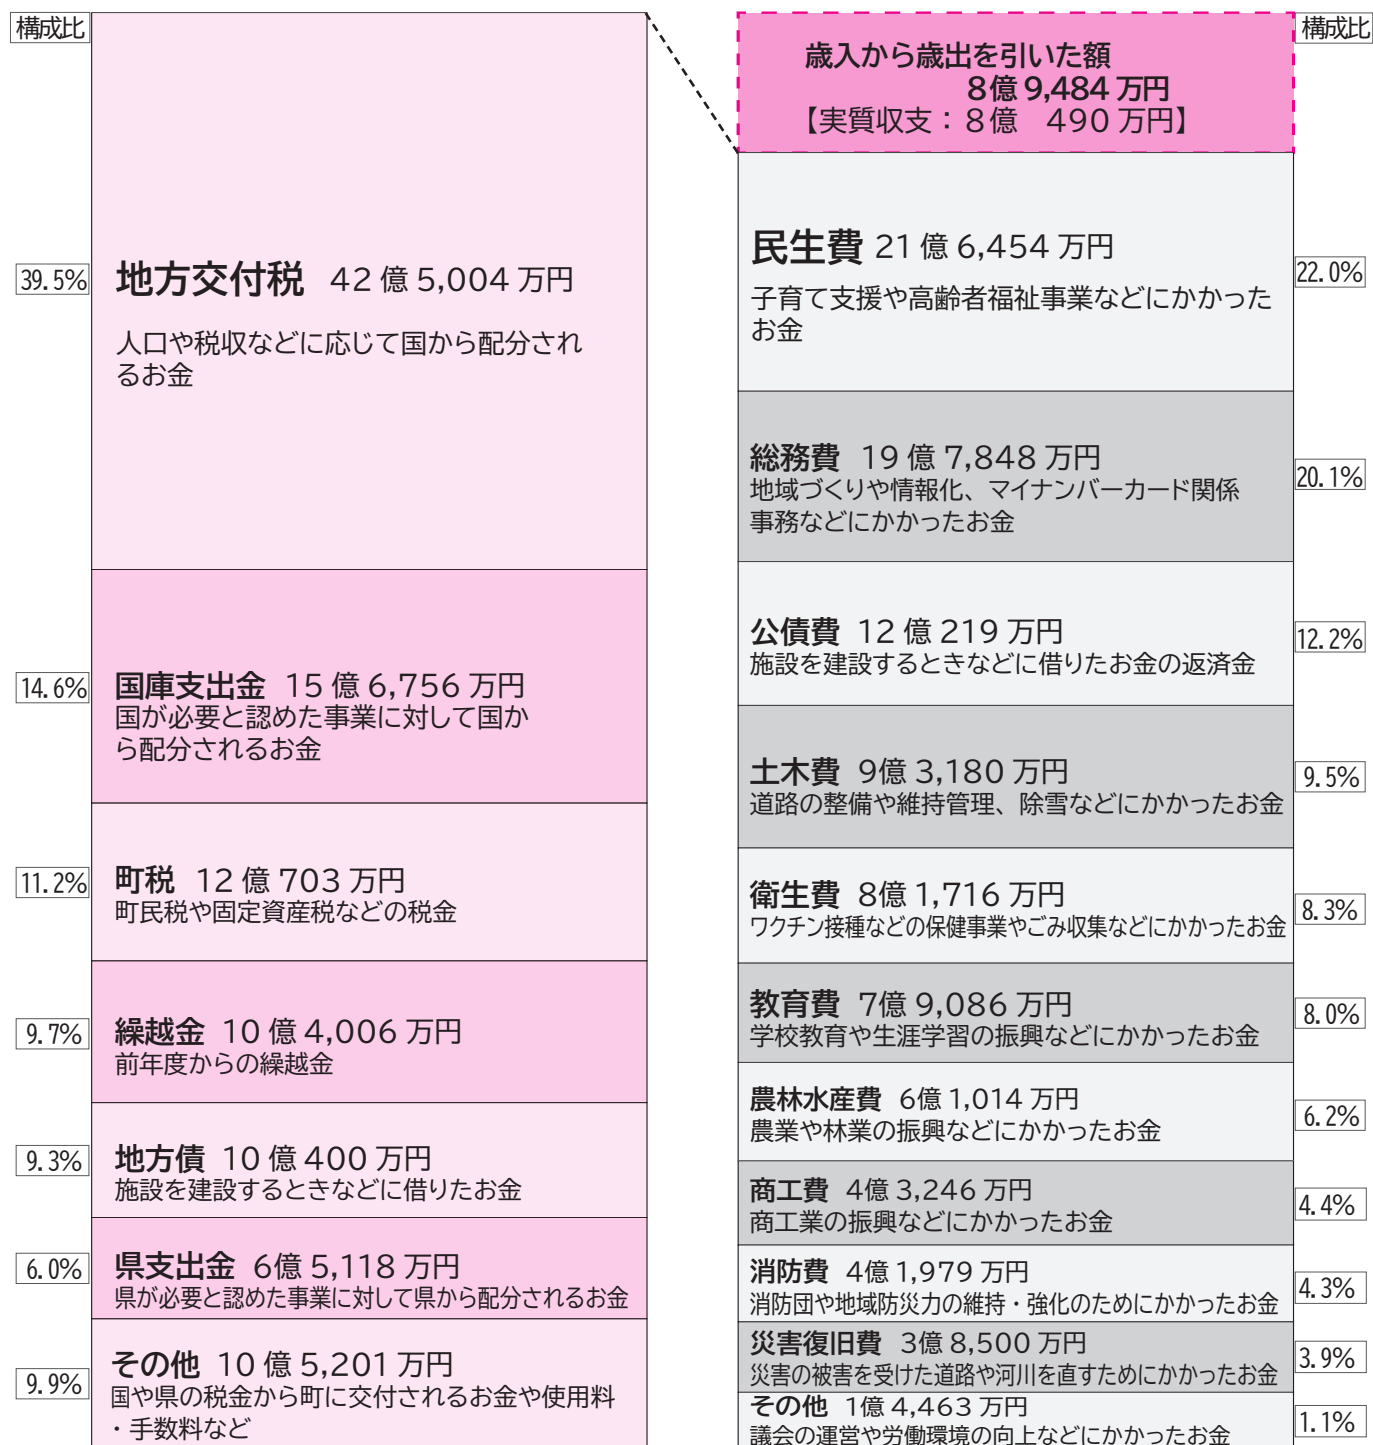 構成比
39.5%
地方交付税 42億5,004万円
人口や税収などに応じて国から配分され
るお金
14.6%
国庫支出金 15億6,756万円
国が必要と認めた事業に対して国か
ら配分されるお金
11.2%
町税 12億703万円
町民税や固定資産税などの税金
9.7%
繰越金 10億4,006万円
前年度からの繰越金
9.3%
地方債 10億400万円
施設を建設するときなどに借りたお金
6.0%
県支出金 6億5,118万円
県が必要と認めた事業に対して県から配分されるお金
9.9%
その他 10億5,201万円
国や県の税金から町に交付されるお金や使用料
・手数料など
構成比
歳入から歳出を引いた額
8億9,484万円
【実質収支：8億 490万円】
民生費 21億6,454万円
22.0%
子育て支援や高齢者福祉事業などにかかった
お金
総務費 19億7,848万円
20.1%
地域づくりや情報化、マイナンバーカード関係
事務などにかかったお金
公債費 12億219万円
12.2%
施設を建設するときなどに借りたお金の返済金
土木費 9億3,180万円
9.5%
道路の整備や維持管理、除雪などにかかったお金
衛生費 8億1,716万円
8.3%
ワクチン接種などの保健事業やごみ収集などにかかったお金
教育費 7億9,086万円
8.0%
学校教育や生涯学習の振興などにかかったお金
農林水産費 6億1,014万円
6.2%
農業や林業の振興などにかかったお金
商工費 4億3,246万円
4.4%
商工業の振興などにかかったお金
消防費 4億1,979万円
4.3%
消防団や地域防災力の維持・強化のためにかかったお金
災害復旧費 3億8,500万円
3.9%
災害の被害を受けた道路や河川を直すためにかかったお金
その他 1億4,463万円
1.1%
議会の運営や労働環境の向上などにかかったお金